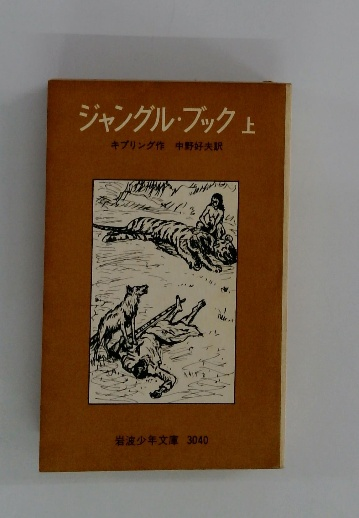 ジャングル・ブック 上
キプリング作 中野好夫訳
岩波少年文庫 3040